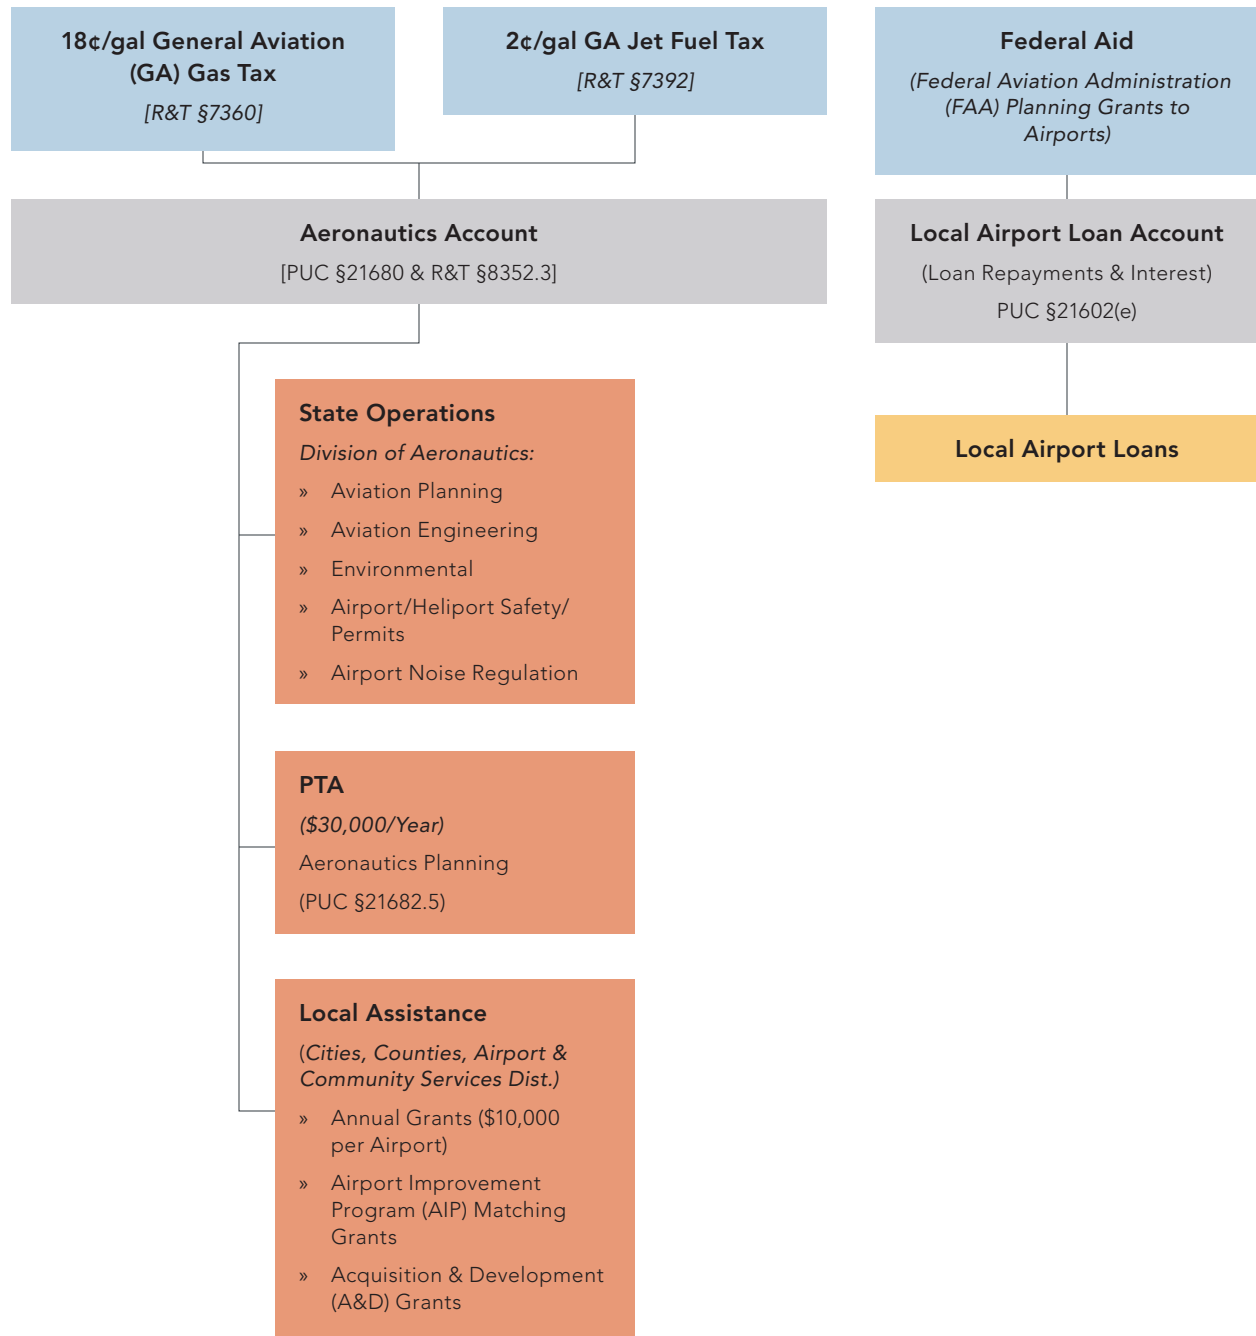 18¢/gal General Aviation
(GA) Gas Tax
[R&T §7360]
2¢/gal GA Jet Fuel Tax
[R&T §7392]
Federal Aid
(Federal Aviation Administration
(FAA) Planning Grants to
Airports)
Aeronautics Account
[PUC §21680 & R&T §8352.3]
Local Airport Loan Account
(Loan Repayments & Interest)
PUC §21602(e)
Local Airport Loans
State Operations
Division of Aeronautics:
» Aviation Planning
» Aviation Engineering
» Environmental
» Airport/Heliport Safety/
Permits
» Airport Noise Regulation
PTA
($30,000/Year)
Aeronautics Planning
(PUC §21682.5)
Local Assistance
(Cities, Counties, Airport &
Community Services Dist.)
» Annual Grants ($10,000
per Airport)
» Airport Improvement
Program (AIP) Matching
Grants
» Acquisition & Development
(A&D) Grants